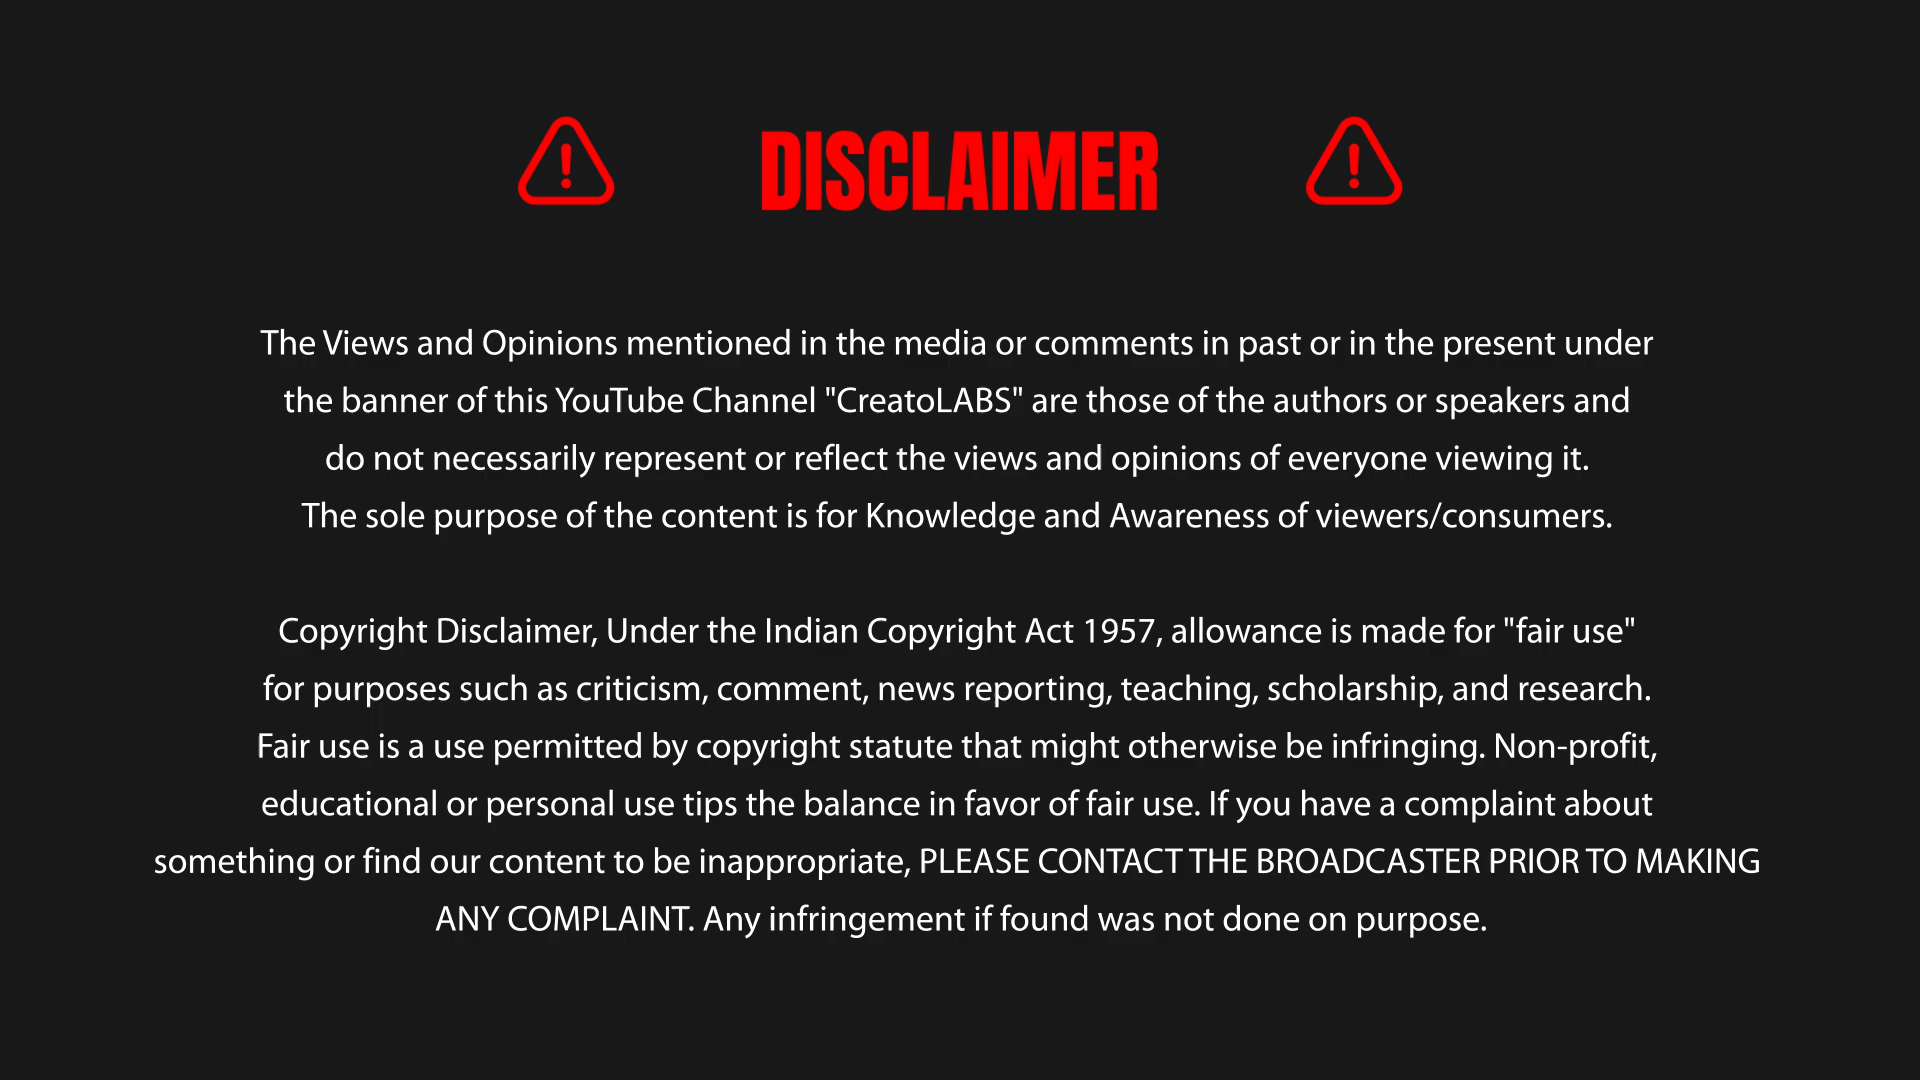 DISCLAIMER
The Views and Opinions mentioned in the media or comments in past or in the present under
the banner of this YouTube Channel "CreatoLABS" are those of the authors or speakers and
do not necessarily represent or reflect the views and opinions of everyone viewing it.
The sole purpose of the content is for Knowledge and Awareness of viewers/consumers.
Copyright Disclaimer, Under the Indian Copyright Act 1957, allowance is made for "fair use"
for purposes such as criticism, comment, news reporting, teaching, scholarship, and research.
Fair use is a use permitted by copyright statute that might otherwise be infringing. Non-profit,
educational or personal use tips the balance in favor of fair use. If you have a complaint about
something or find our content to be inappropriate, PLEASE CONTACT THE BROADCASTER PRIOR TO MAKING
ANY COMPLAINT. Any infringement if found was not done on purpose.